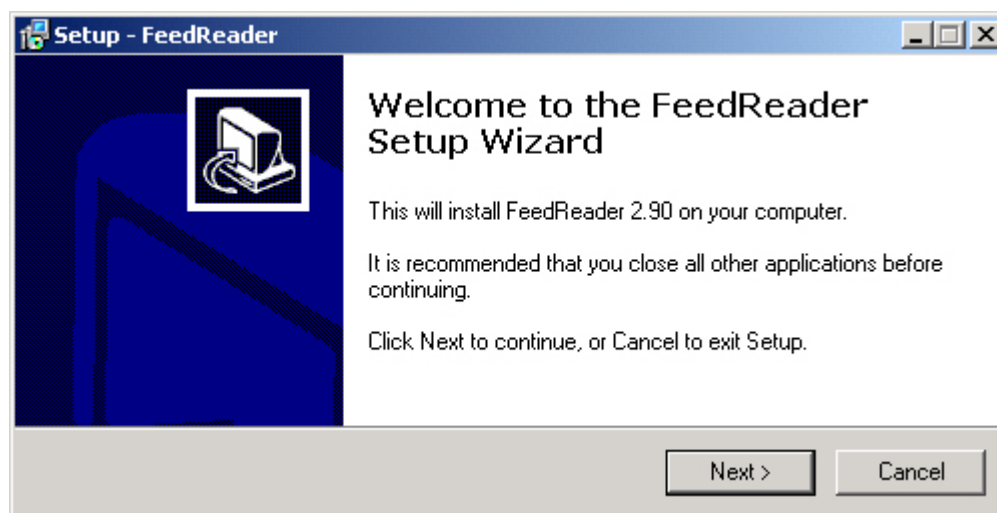 Setup - FeedReader
Welcome to the FeedReader
Setup Wizard
This will install FeedReader 2.90 on your computer.
It is recommended that you close all other applications before
continuing.
Click Next to continue, or Cancel to exit Setup.
Next >
Cancel